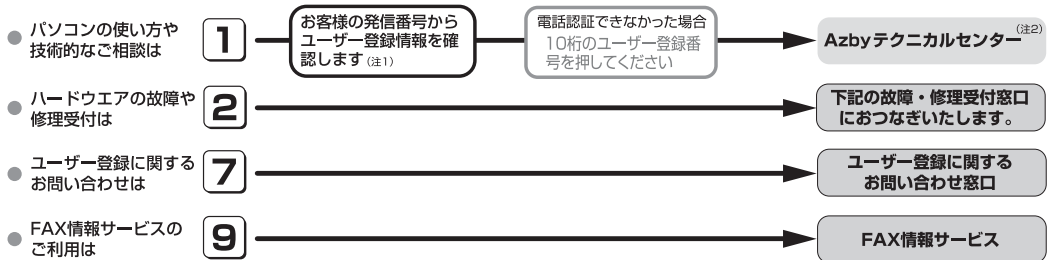 ● パソコンの使い方や
技術的なご相談は
1
お客様の発信番号から
ユーザー登録情報を確
認します(注1)
電話認証できなかった場合
10桁のユーザー登録番
号を押してください
Azbyテクニカルセンター(注2)
● ハードウエアの故障や
修理受付は
2
下記の故障・修理受付窓口
におつなぎいたします。
● ユーザー登録に関する
お問い合わせは
7
ユーザー登録に関する
お問い合わせ窓口
● FAX情報サービスの
ご利用は
9
FAX情報サービス